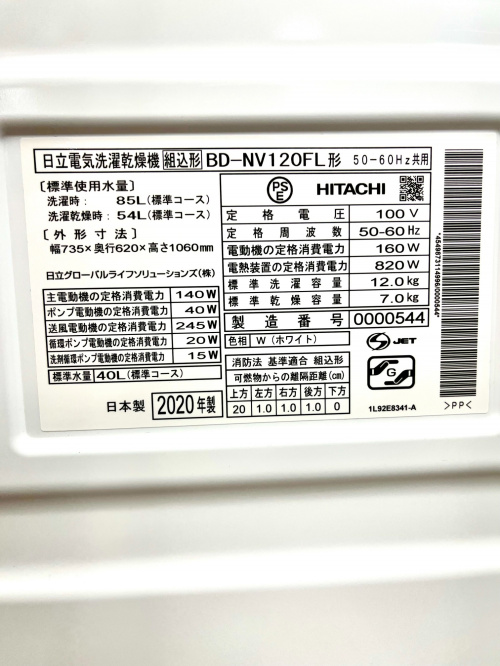 日立電気洗濯乾燥機 組込形 BD-NV120FL形 50-60Hz共用
〔標準使用水量〕
洗濯時： 85L(標準コース)
洗濯乾燥時： 54L(標準コース)
〔外形寸法〕
幅735×奥行620×高さ1060mm
日立グローバルライフソリューションズ(株)
主電動機の定格消費電力 140W
ポンプ電動機の定格消費電力 40W
送風電動機の定格消費電力 245W
循環ポンプ電動機の定格消費電力 20W
洗剤循環ポンプ電動機の定格消費電力 15W
標準水量 40L(標準コース)
日本製 2020年製
PS
E
HITACHI
定格電圧 100V
定格周波数 50-60Hz
電動機の定格消費電力 160W
電熱装置の定格消費電力 820W
標準洗濯容量 12.0kg
標準乾燥容量 7.0kg
製造番号 0000544
色相 W(ホワイト)
消防法 基準適合 組込形
可燃物からの離隔距離(cm)
上方 左方 右方 後方 下方
20 1.0 1.0 1.0 0
S JET
G
1L92E8341-A
>PP<